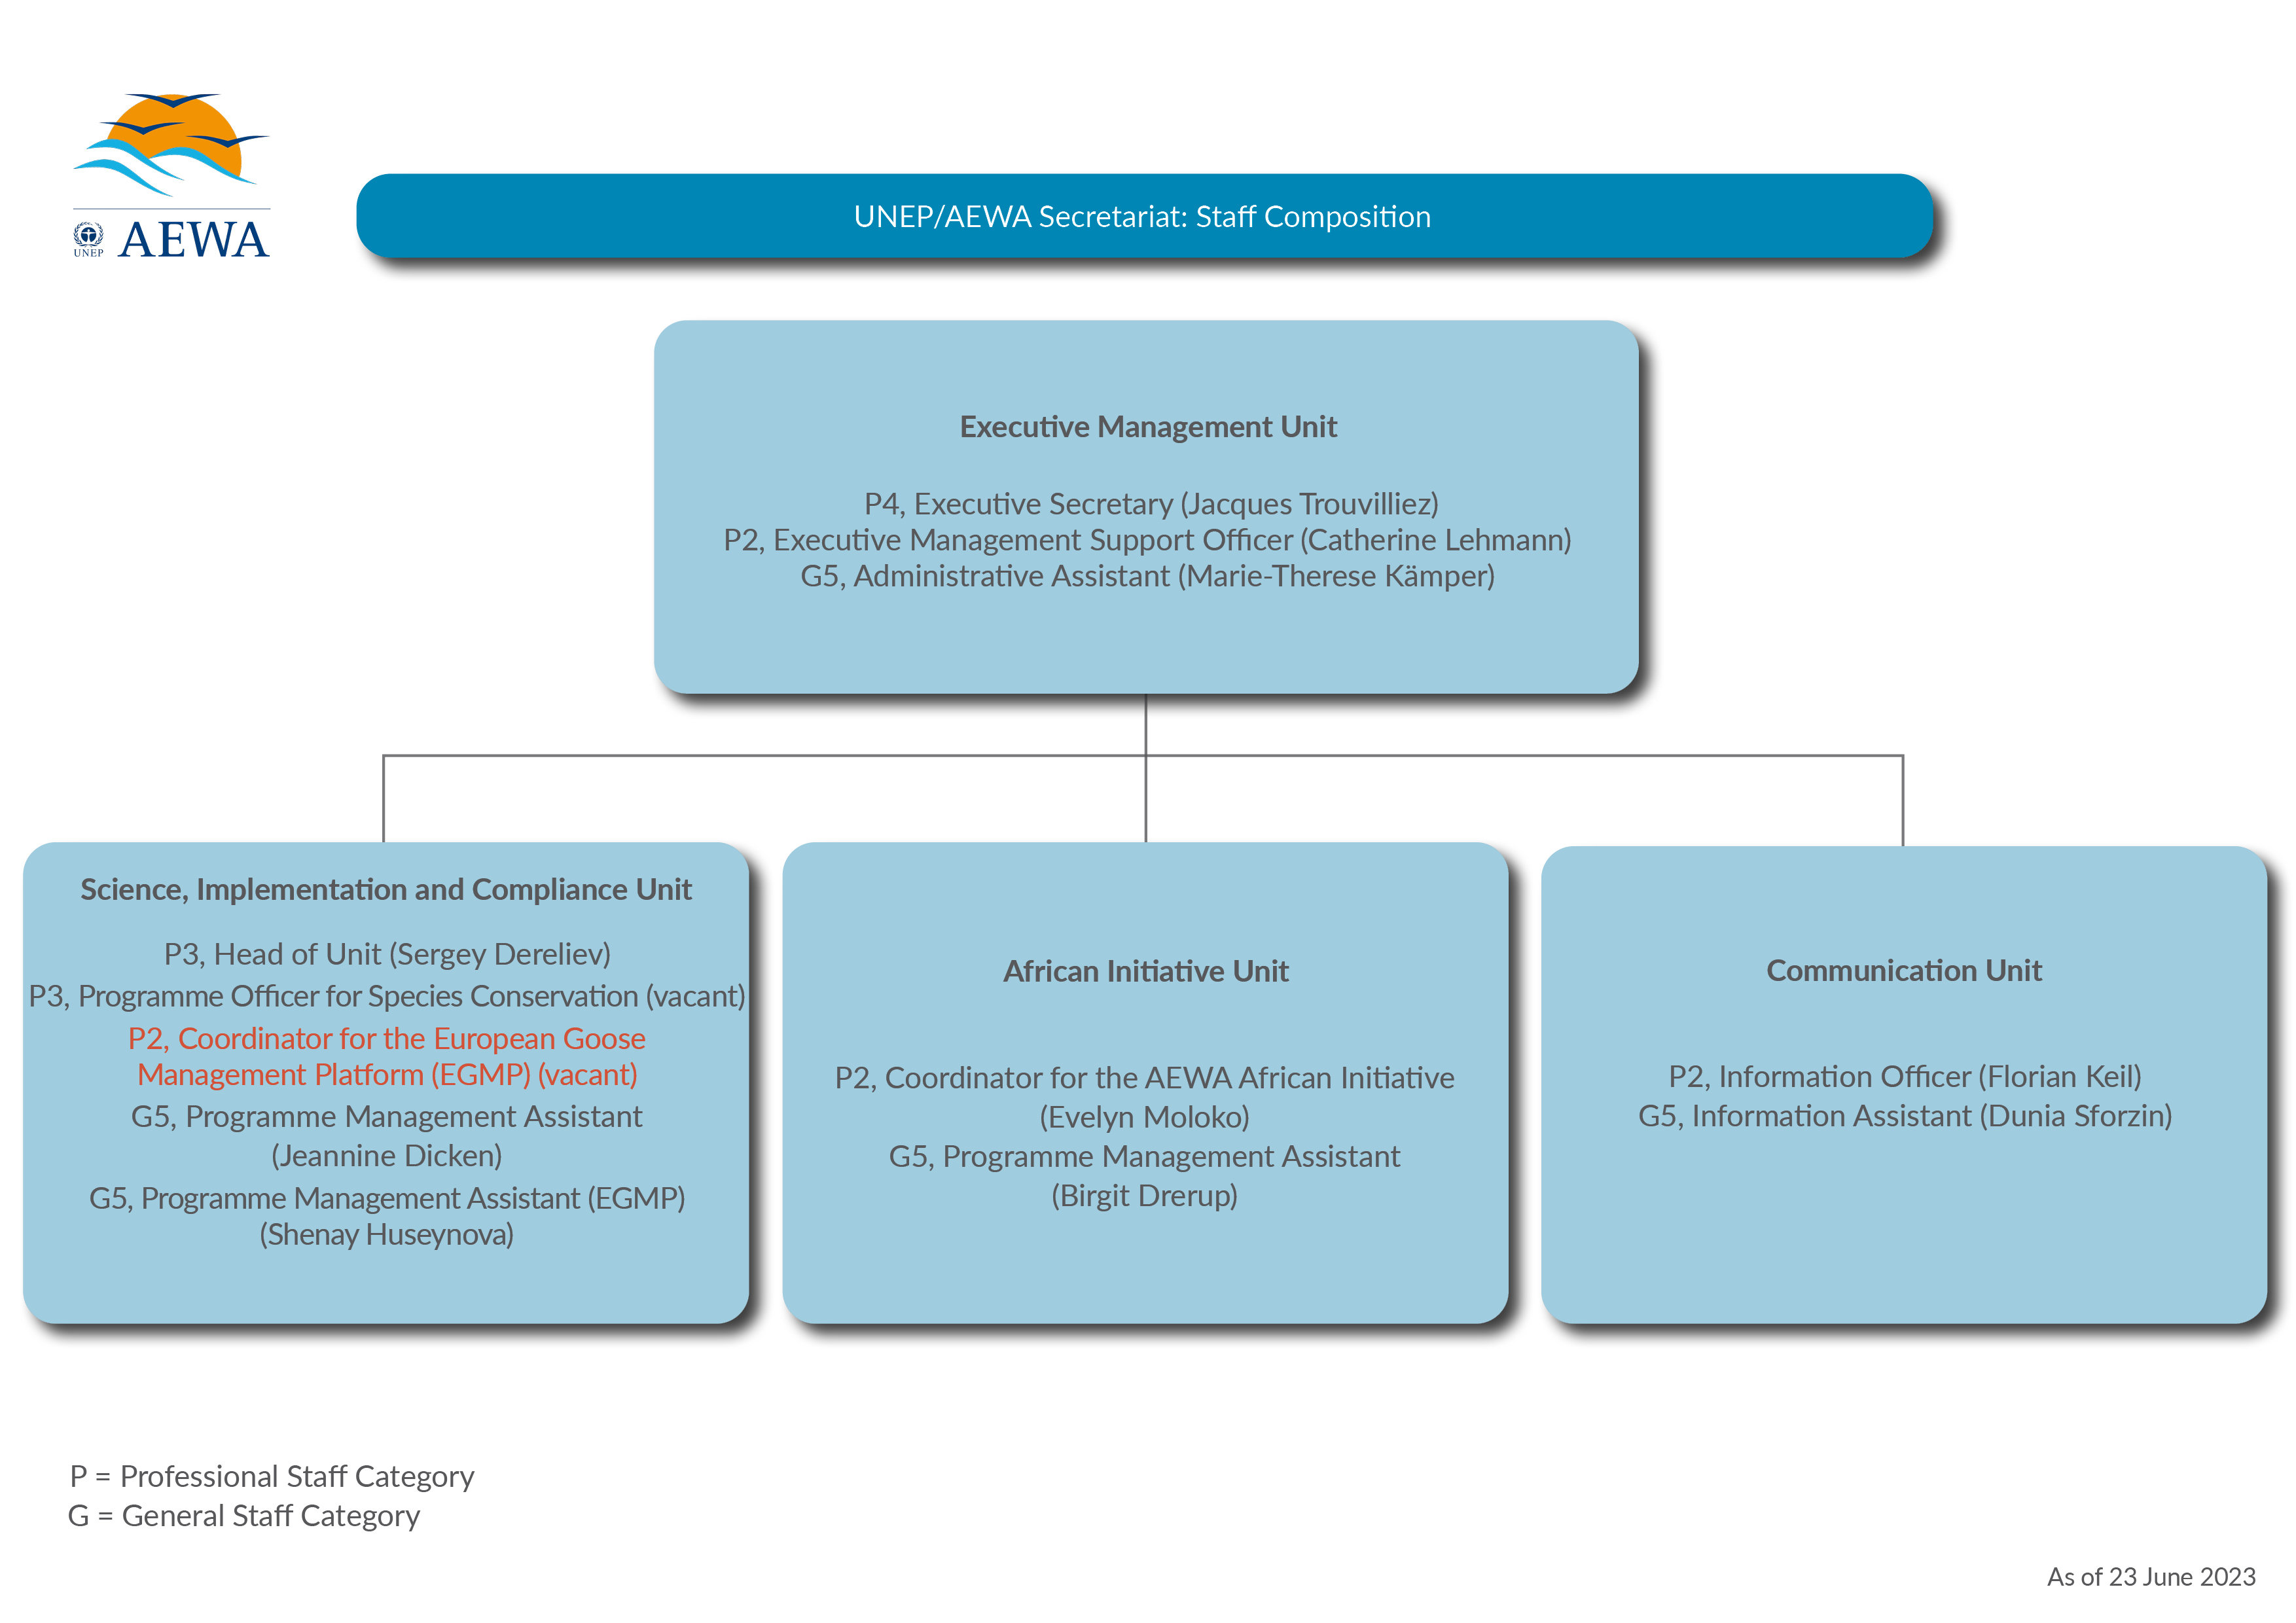 UNEP
AEWA
UNEP/AEWA Secretariat: Staff Composition
Executive Management Unit
P4, Executive Secretary (Jacques Trouvilliez)
P2, Executive Management Support Officer (Catherine Lehmann)
G5, Administrative Assistant (Marie-Therese Kämper)
Science, Implementation and Compliance Unit
P3, Head of Unit (Sergey Dereliev)
P3, Programme Officer for Species Conservation (vacant)
P2, Coordinator for the European Goose
Management Platform (EGMP) (vacant)
G5, Programme Management Assistant
(Jeannine Dicken)
G5, Programme Management Assistant (EGMP)
(Shenay Huseynova)
African Initiative Unit
P2, Coordinator for the AEWA African Initiative
(Evelyn Moloko)
G5, Programme Management Assistant
(Birgit Drerup)
Communication Unit
P2, Information Officer (Florian Keil)
G5, Information Assistant (Dunia Sforzin)
P = Professional Staff Category
G = General Staff Category
As of 23 June 2023